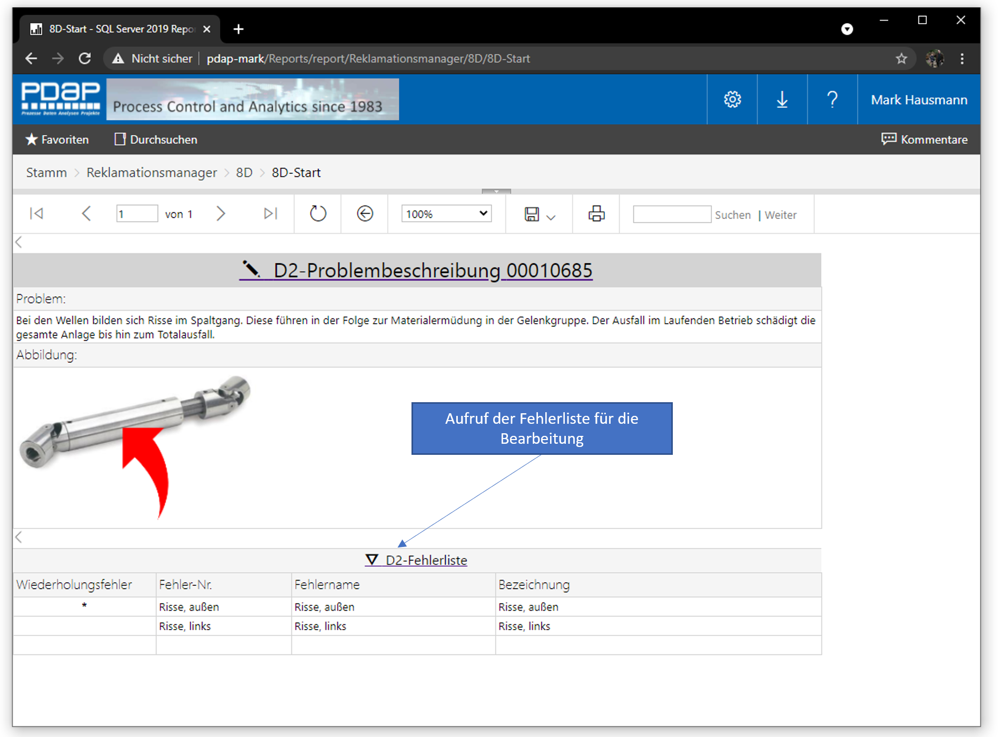 8D-Start - SQL Server 2019 Repo
Nicht sicher | pdap-mark/Reports/report/Reklamationsmanager/8D/8D-Start
PDAP
Prozesse Daten Analysen Projekte
Process Control and Analytics since 1983
? Mark Hausmann
Favoriten Durchsuchen Kommentare
Stamm > Reklamationsmanager > 8D > 8D-Start
1 von 1 100% Suchen | Weiter
D2-Problembeschreibung 00010685
Problem:
Bei den Wellen bilden sich Risse im Spaltgang. Diese führen in der Folge zur Materialermüdung in der Gelenkgruppe. Der Ausfall im Laufenden Betrieb schädigt die
gesamte Anlage bis hin zum Totalausfall.
Abbildung:
Aufruf der Fehlerliste für die
Bearbeitung
D2-Fehlerliste
Wiederholungsfehler Fehler-Nr. Fehlername Bezeichnung
* Risse, außen Risse, außen Risse, außen
Risse, links Risse, links Risse, links